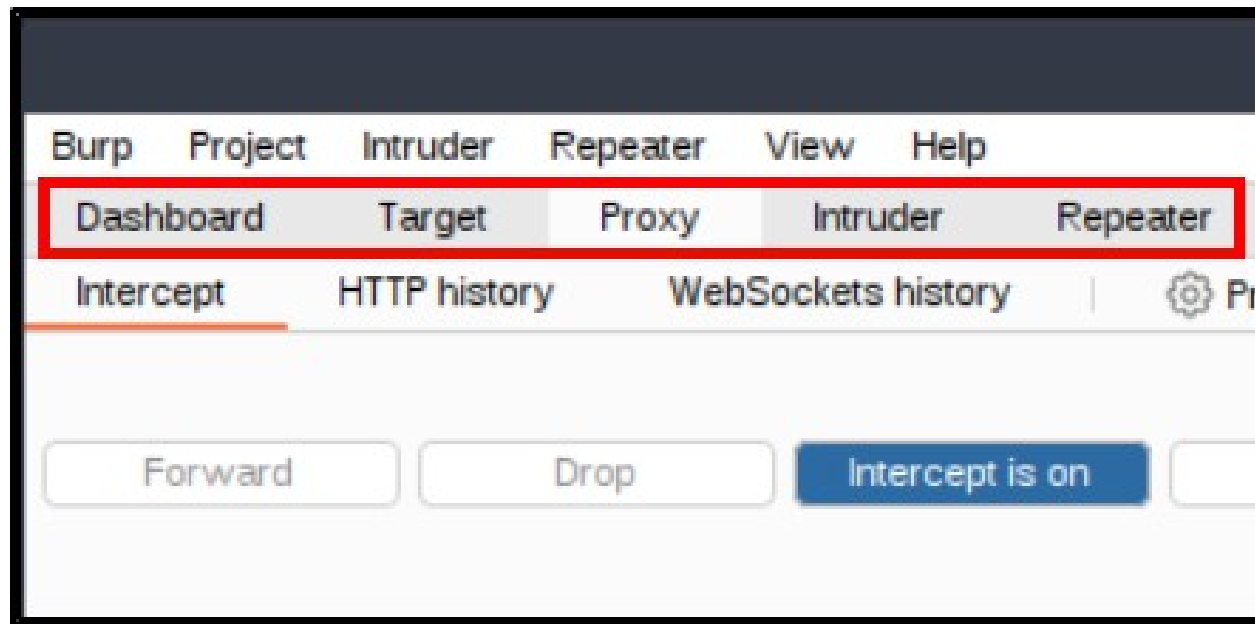 Burp Project Intruder Repeater View Help
Dashboard Target Proxy Intruder Repeater
Intercept HTTP history WebSockets history
Forward Drop Intercept is on